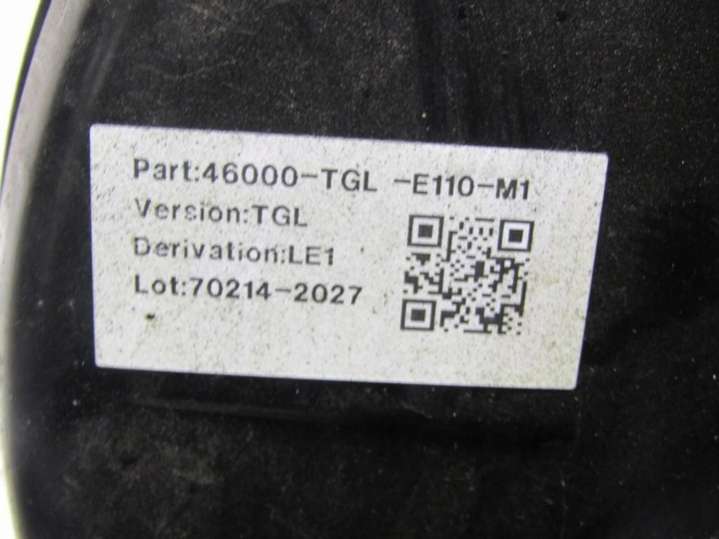 Part:46000-TGL -E110-M1
Version:TGL
Derivation:LE1
Lot:70214-2027